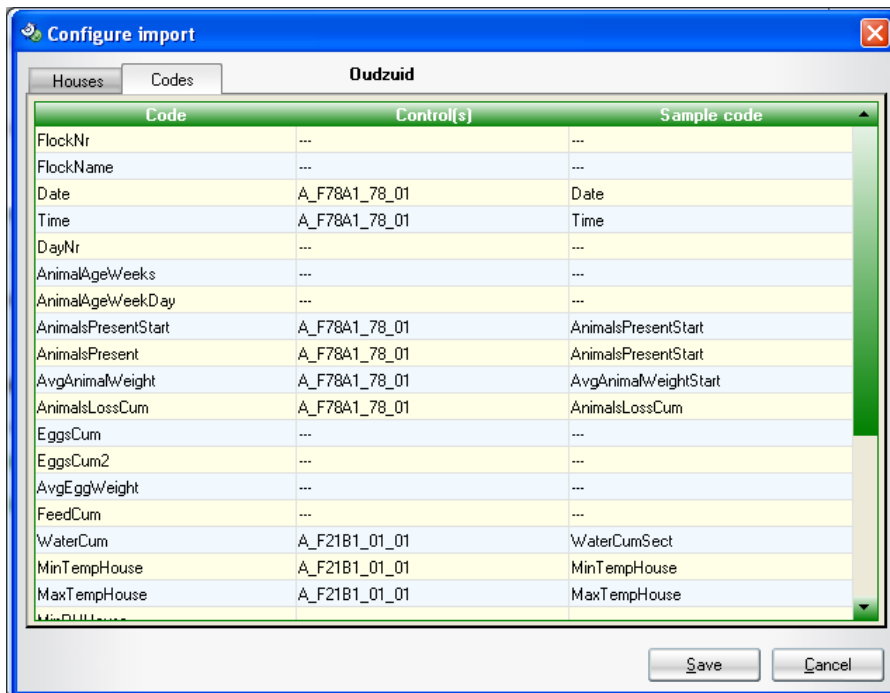 Configure import
Houses Codes Oudzuid
Code Control(s) Sample code
FlockNr --- ---
FlockName --- ---
Date A_F78A1_78_01 Date
Time A_F78A1_78_01 Time
DayNr --- ---
AnimalAgeWeeks --- ---
AnimalAgeWeekDay --- ---
AnimalsPresentStart A_F78A1_78_01 AnimalsPresentStart
AnimalsPresent A_F78A1_78_01 AnimalsPresentStart
AvgAnimalWeight A_F78A1_78_01 AvgAnimalWeightStart
AnimalsLossCum A_F78A1_78_01 AnimalsLossCum
EggsCum --- ---
EggsCum2 --- ---
AvgEggWeight --- ---
FeedCum --- ---
WaterCum A_F21B1_01_01 WaterCumSect
MinTempHouse A_F21B1_01_01 MinTempHouse
MaxTempHouse A_F21B1_01_01 MaxTempHouse
Save Cancel